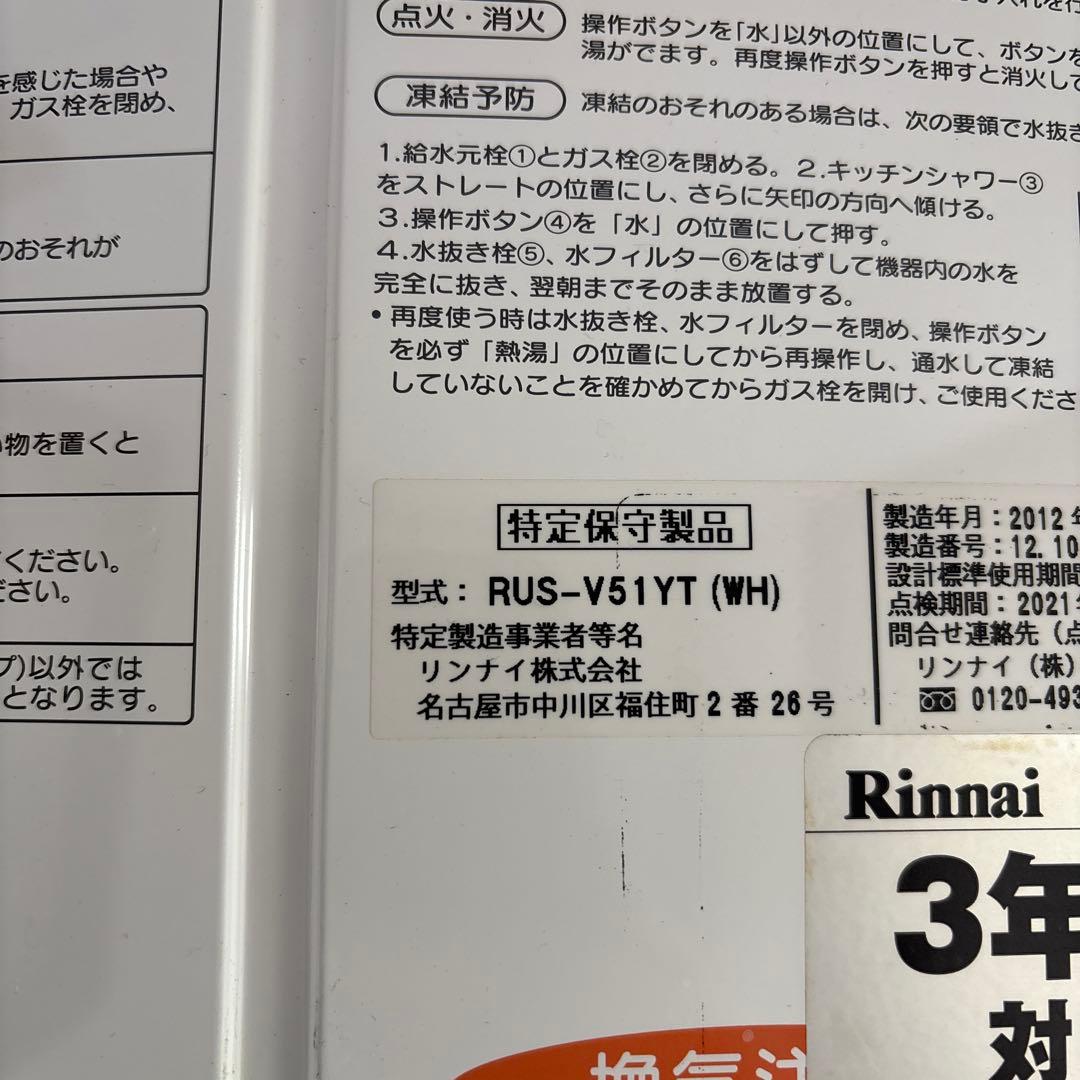 を感じた場合や
ガス栓を閉め、
のおそれが
物を置くと
ください。
ださい。
プ)以外では
となります。
点火・消火
操作ボタンを「水」以外の位置にして、ボタンを
湯がでます。再度操作ボタンを押すと消火して
凍結予防
凍結のおそれのある場合は、次の要領で水抜き
1.給水元栓①とガス栓②を閉める。2.キッチンシャワー③
をストレートの位置にし、さらに矢印の方向へ傾ける。
3.操作ボタン④を「水」の位置にして押す。
4.水抜き栓⑤、水フィルター⑥をはずして機器内の水を
完全に抜き、翌朝までそのまま放置する。
•再度使う時は水抜き栓、水フィルターを閉め、操作ボタン
を必ず「熱湯」の位置にしてから再操作し、通水して凍結
していないことを確かめてからガス栓を開け、ご使用くださ
特定保守製品
型式：RUS-V51YT(WH)
特定製造事業者等名
リンナイ株式会社
名古屋市中川区福住町2番26号
製造年月：2012年
製造番号：12.10
設計標準使用期間
点検期間：2021年
問合せ連絡先（点
リンナイ（株）
0120-493
Rinnai
3年
対
換気注